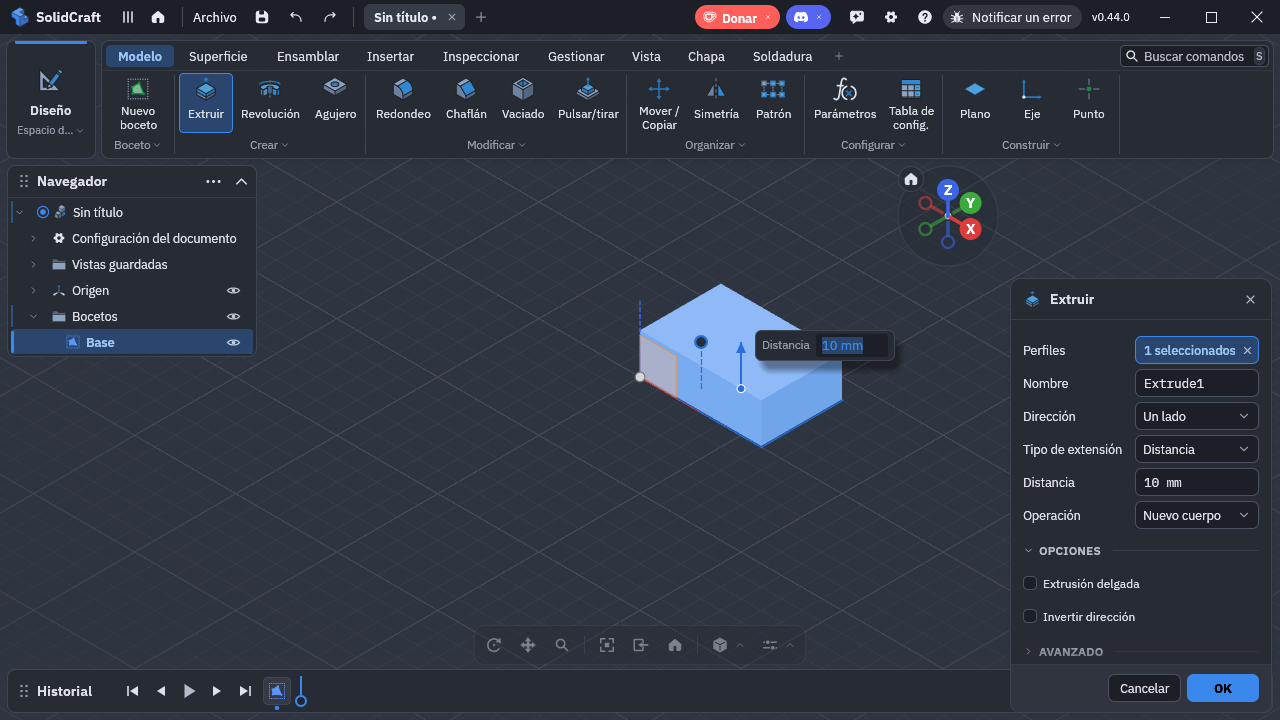 SolidCraft
Archivo
Sin título •
Donar
Notificar un error
v0.44.0
Diseño
Espacio d...
Modelo
Superficie
Ensamblar
Insertar
Inspeccionar
Gestionar
Vista
Chapa
Soldadura
Buscar comandos
S
Nuevo
boceto
Extruir
Revolución
Agujero
Redondeo
Chaflán
Vaciado
Pulsar/tirar
Mover /
Copiar
Simetría
Patrón
Parámetros
Tabla de
config.
Plano
Eje
Punto
Boceto
Crear
Modificar
Organizar
Configurar
Construir
Navegador
Sin título
Configuración del documento
Vistas guardadas
Origen
Bocetos
Base
Z
Y
X
Distancia
10 mm
Extruir
Perfiles
1 seleccionados
Nombre
Extrude1
Dirección
Un lado
Tipo de extensión
Distancia
Distancia
10 mm
Operación
Nuevo cuerpo
OPCIONES
Extrusión delgada
Invertir dirección
AVANZADO
Cancelar
OK
Historial